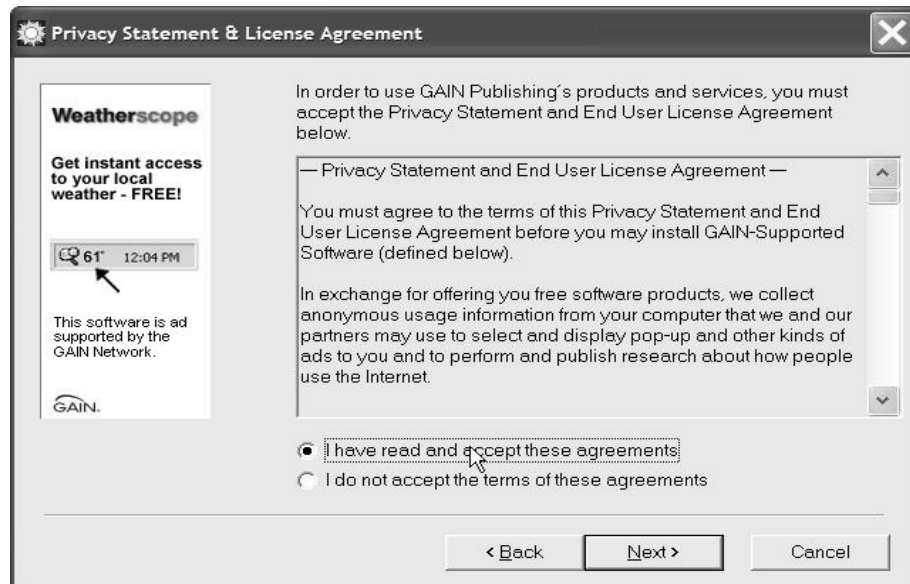 Privacy Statement & License Agreement
Weatherscope
Get instant access
to your local
weather - FREE!
61° 12:04 PM
This software is ad
supported by the
GAIN Network.
GAIN.
In order to use GAIN Publishing's products and services, you must
accept the Privacy Statement and End User License Agreement
below.
— Privacy Statement and End User License Agreement —
You must agree to the terms of this Privacy Statement and End
User License Agreement before you may install GAIN-Supported
Software (defined below).
In exchange for offering you free software products, we collect
anonymous usage information from your computer that we and our
partners may use to select and display pop-up and other kinds of
ads to you and to perform and publish research about how people
use the Internet.
I have read and accept these agreements
I do not accept the terms of these agreements
< Back
Next >
Cancel